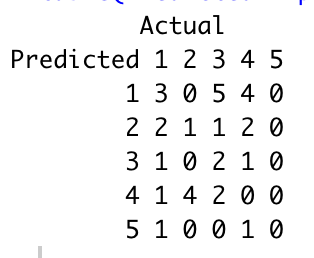 Actual
Predicted 1 2 3 4 5
1 3 0 5 4 0
2 2 1 1 2 0
3 1 0 2 1 0
4 1 4 2 0 0
5 1 0 0 1 0